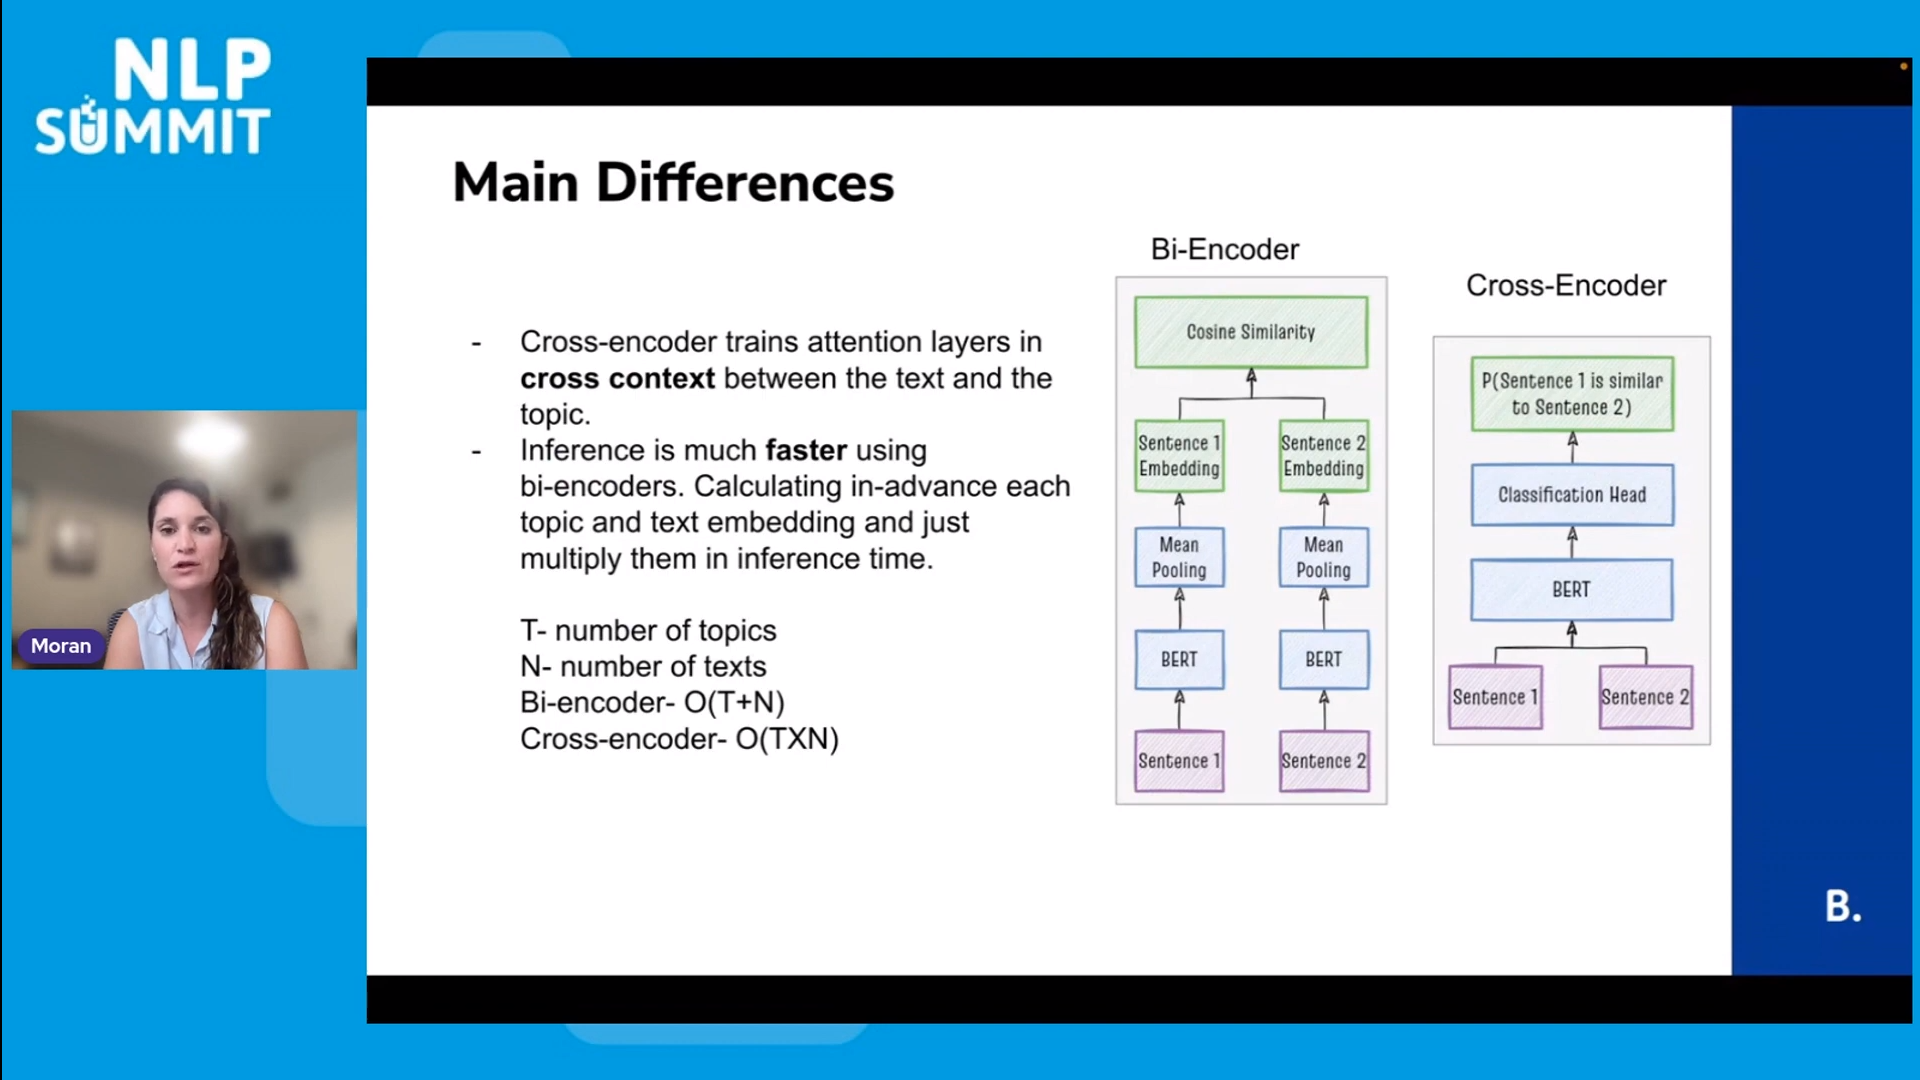 NLP
SUMMIT
Main Differences
- Cross-encoder trains attention layers in
cross context between the text and the
topic.
- Inference is much faster using
bi-encoders. Calculating in-advance each
topic and text embedding and just
multiply them in inference time.
T- number of topics
N- number of texts
Bi-encoder- O(T+N)
Cross-encoder- O(TXN)
Bi-Encoder
Cosine Similarity
Sentence 1
Embedding
Sentence 2
Embedding
Mean
Pooling
Mean
Pooling
BERT
BERT
Sentence 1
Sentence 2
Cross-Encoder
P(Sentence 1 is similar
to Sentence 2)
Classification Head
BERT
Sentence 1
Sentence 2
Moran
B.